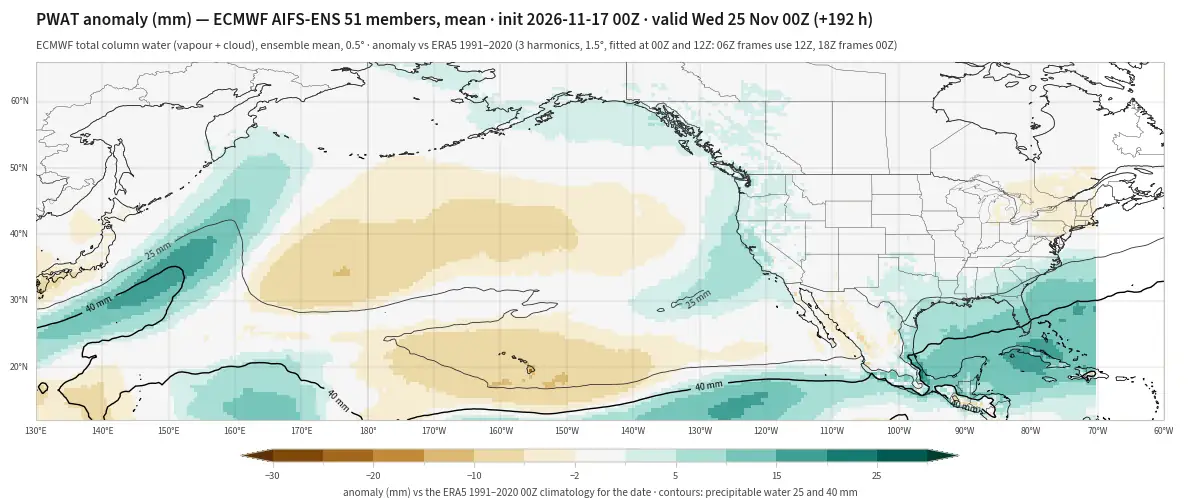 PWAT anomaly (mm) — ECMWF AIFS-ENS 51 members, mean · init 2026-11-17 00Z · valid Wed 25 Nov 00Z (+192 h)
ECMWF total column water (vapour + cloud), ensemble mean, 0.5° · anomaly vs ERA5 1991–2020 (3 harmonics, 1.5°, fitted at 00Z and 12Z: 06Z frames use 12Z, 18Z frames 00Z)
60°N
50°N
40°N
25 mm
40 mm
25 mm
30°N
20°N
40 mm
40 mm
130°E 140°E 150°E 160°E 170°E 180° 170°W 160°W 150°W 140°W 130°W 120°W 110°W 100°W 90°W 80°W 70°W 60°W
−30 −20 −10 −2 5 15 25
anomaly (mm) vs the ERA5 1991–2020 00Z climatology for the date · contours: precipitable water 25 and 40 mm